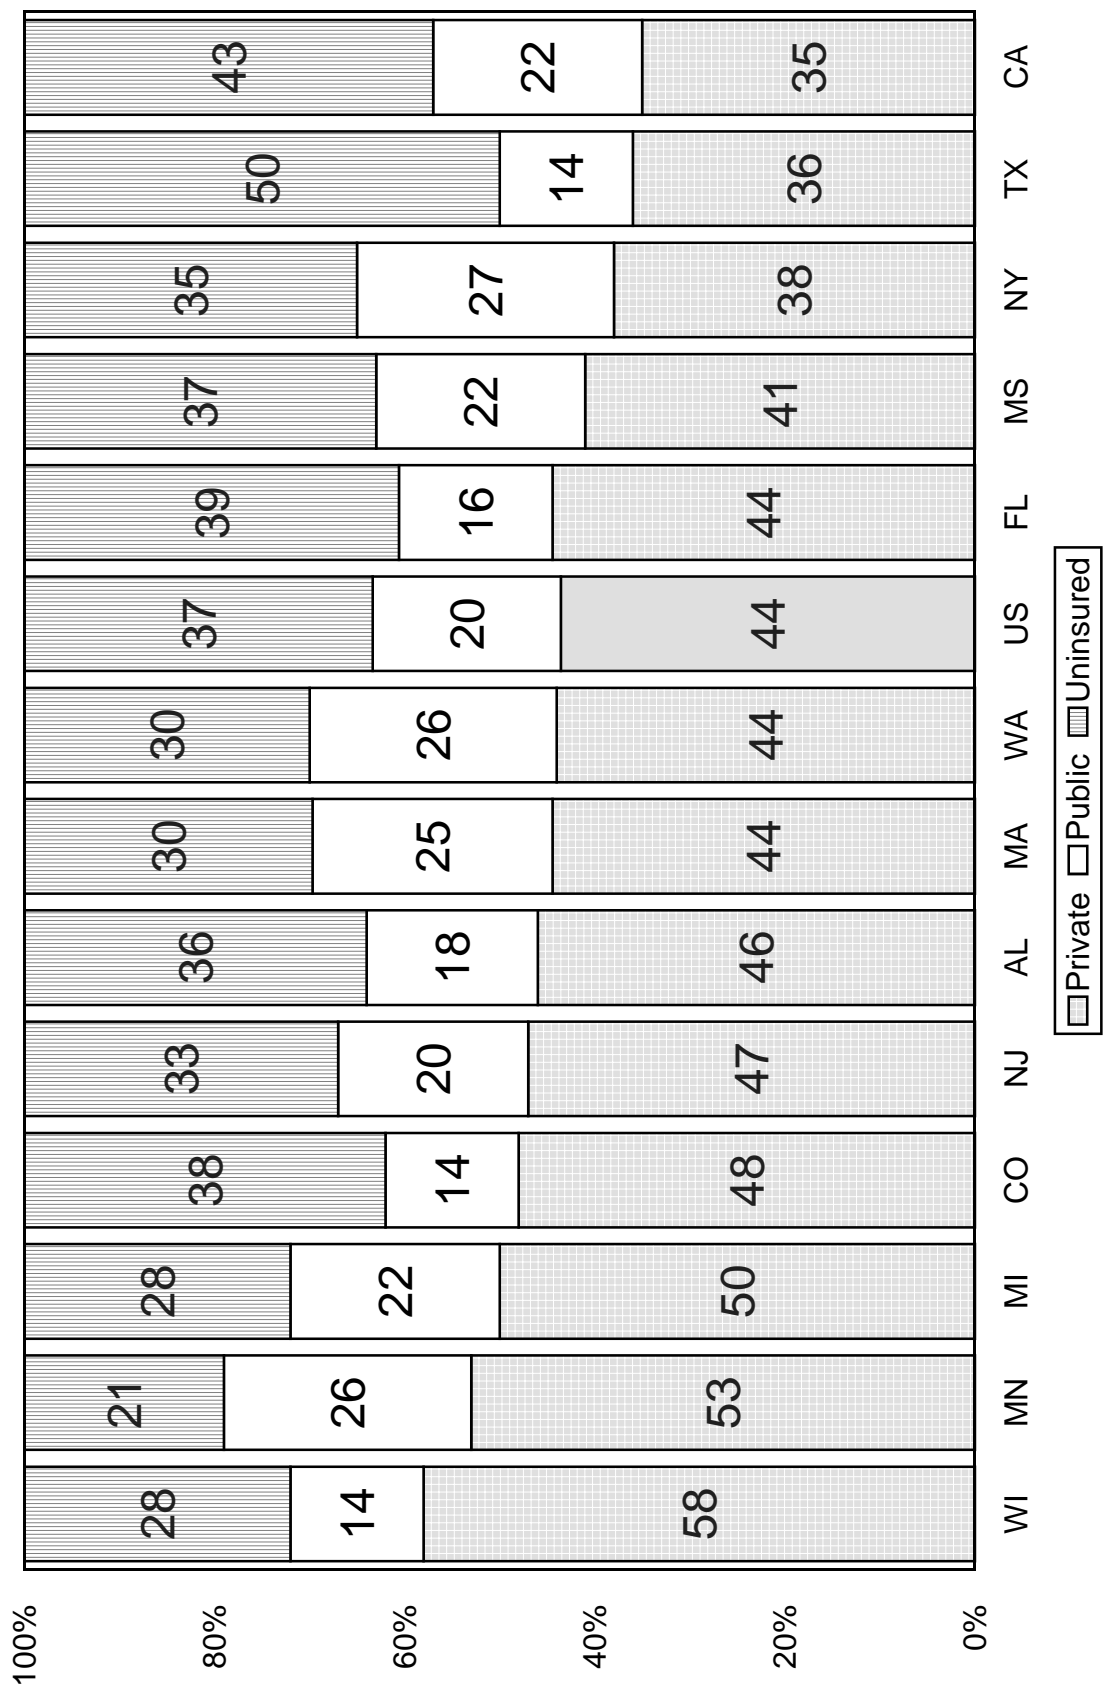 100%
80%
60%
40%
20%
0%
28 21 28 38 33 36 30 30 37 39 37 35 50 43
14 26 22 14 20 18 25 26 20 16 22 27 14 22
58 53 50 48 47 46 44 44 44 44 41 38 36 35
WI MN MI CO NJ AL MA WA US FL MS NY TX CA
Private Public Uninsured